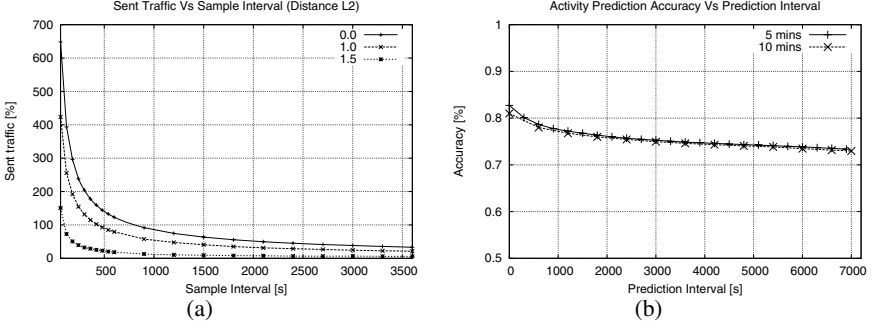 Sent Traffic Vs Sample Interval (Distance L2)
700
600
500
400
300
200
100
0
Sent traffic [%]
0.0
1.0
1.5
500 1000 1500 2000 2500 3000 3500
Sample Interval [s]
(a)
Activity Prediction Accuracy Vs Prediction Interval
1
0.9
0.8
0.7
0.6
0.5
Accuracy [%]
5 mins
10 mins
0 1000 2000 3000 4000 5000 6000 7000
Prediction Interval [s]
(b)